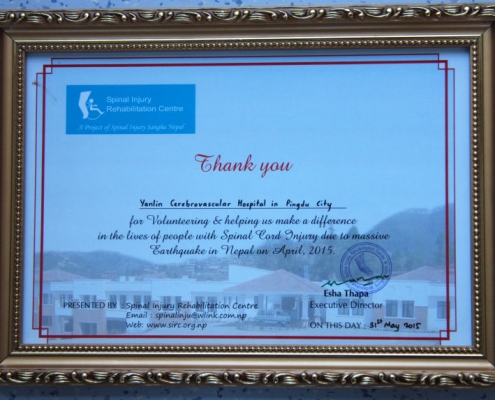 Spinal Injury
Rehabilitation Centre
A Project of Spinal Injury Sangha Nepal
Thank you
Yanlin Cerebrovascular Hospital in Pingdu City
for Volunteering & helping us make a difference
in the lives of people with Spinal Cord Injury due to massive
Earthquake in Nepal on April, 2015.
Esha Thapa
Executive Director
PRESENTED BY : Spinal Injury Rehabilitation Centre
Email : spinalinju@wlink.com.np
Web: www.sirc.org.np
ON THIS DAY : 31st May 2015